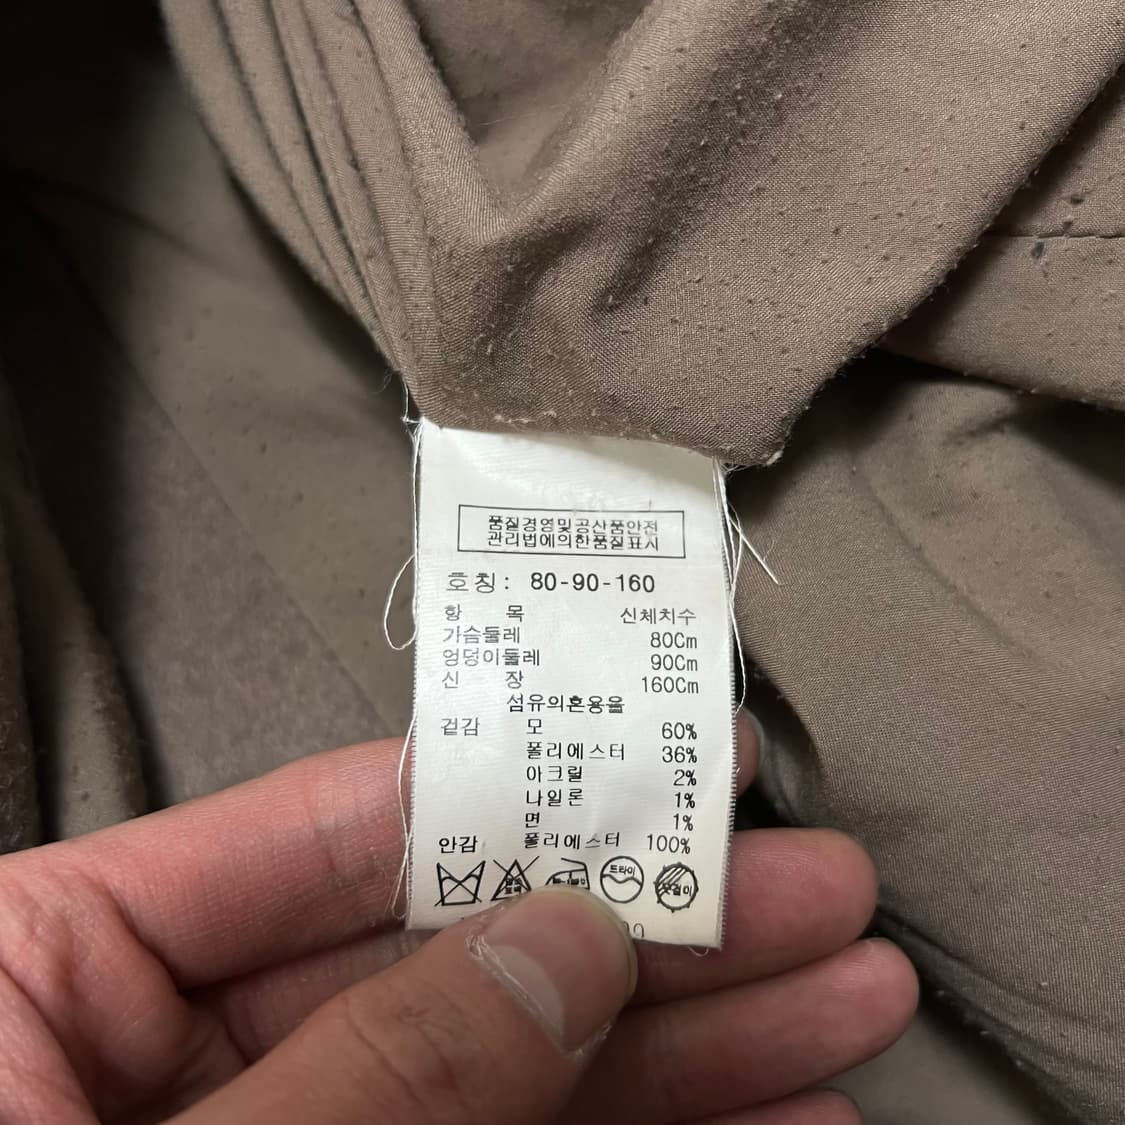 품질경영및공산품안전
관리법에의한품질표시
호칭: 80-90-160
항 목 신체치수
가슴둘레 80Cm
엉덩이둘레 90Cm
신 장 160Cm
섬유의혼용율
겉감 모 60%
폴리에스터 36%
아크릴 2%
나일론 1%
면 1%
안감 폴리에스터 100%
드라이 옷걸이